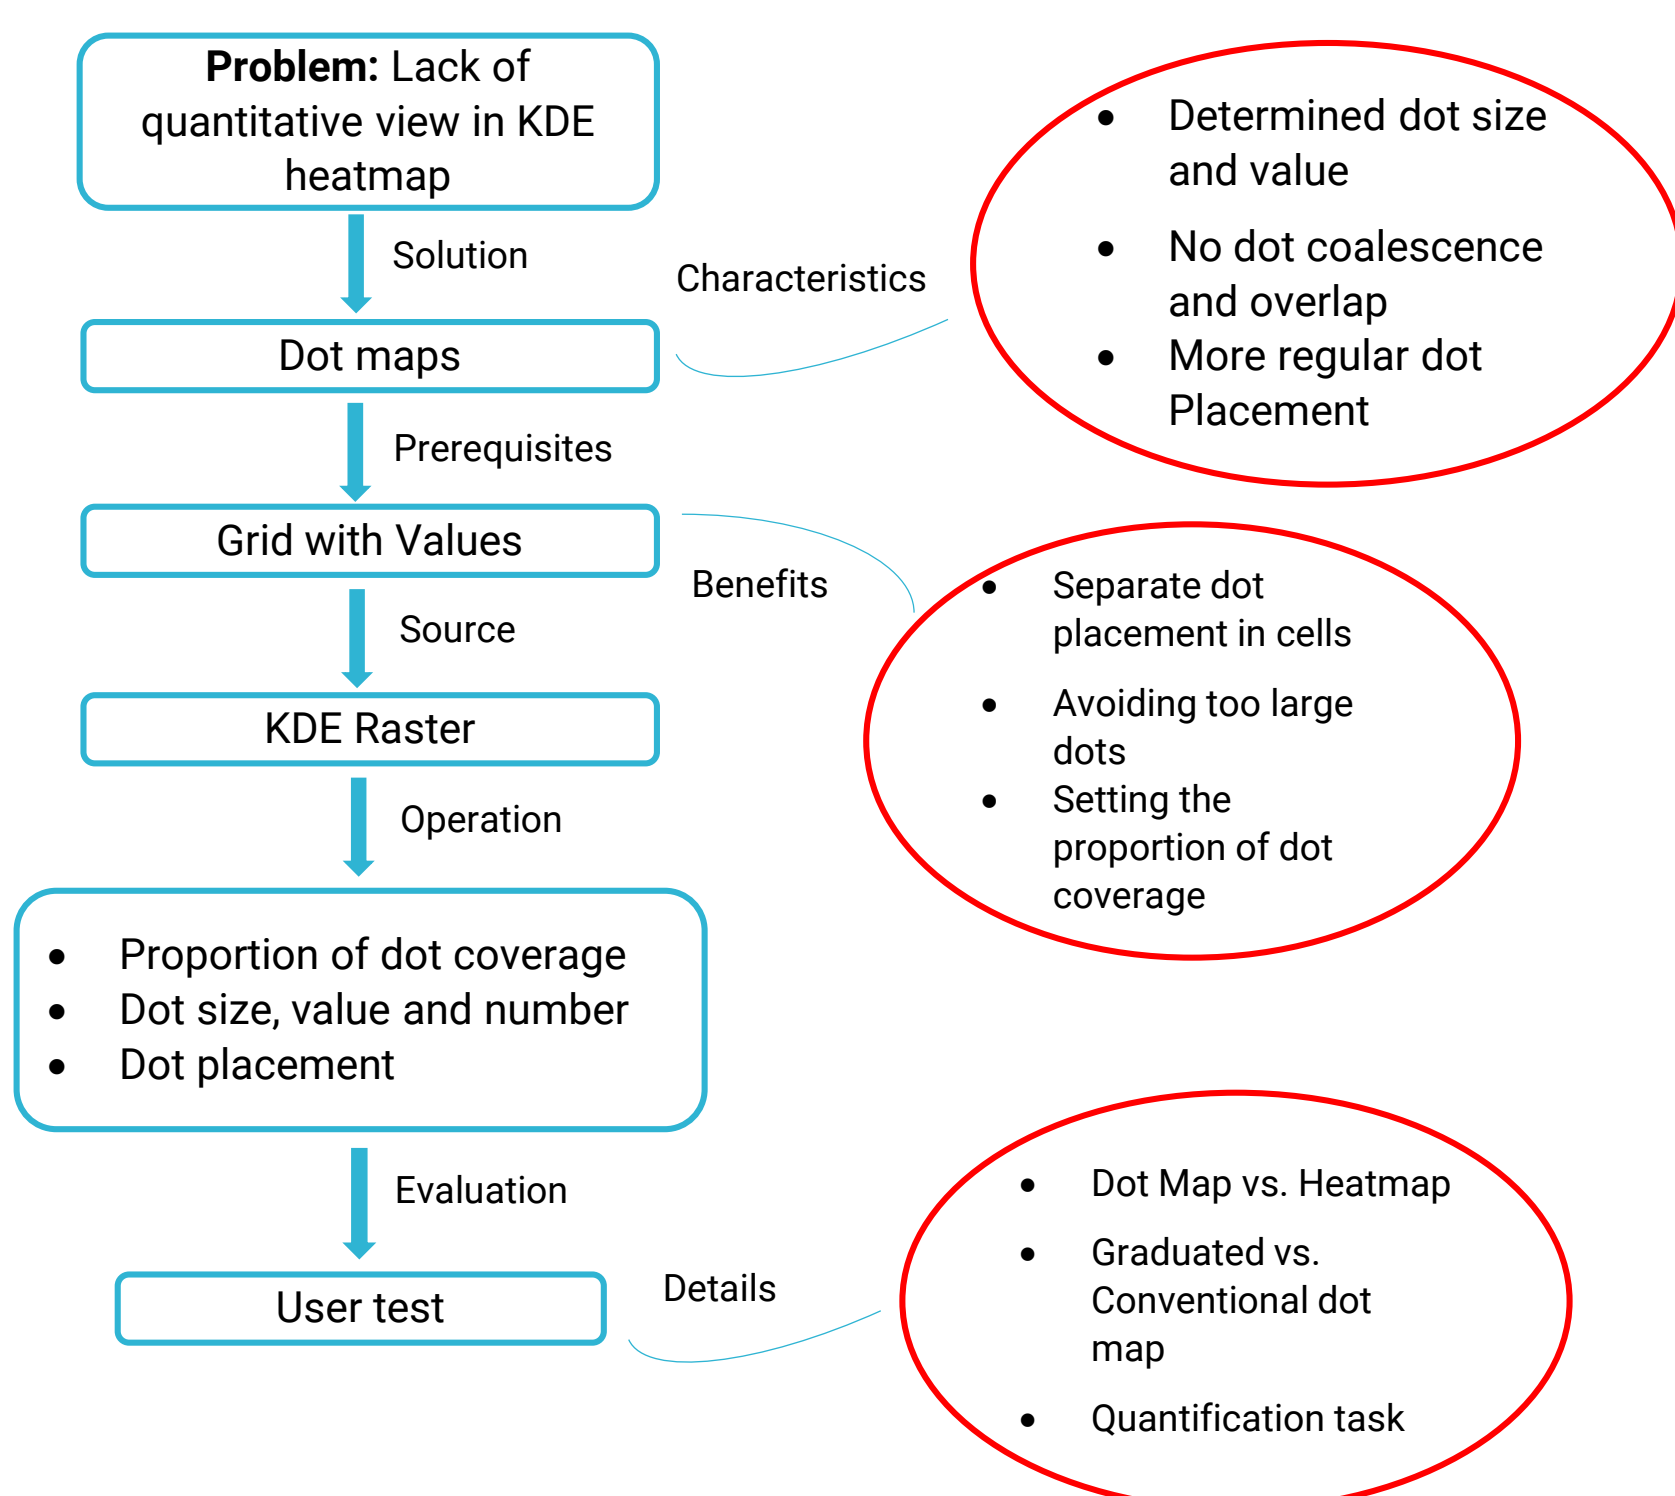 Problem: Lack of
quantitative view in KDE
heatmap
Solution
Characteristics
• Determined dot size
and value
• No dot coalescence
and overlap
• More regular dot
Placement
Dot maps
Prerequisites
Grid with Values
Benefits
• Separate dot
placement in cells
• Avoiding too large
dots
• Setting the
proportion of dot
coverage
Source
KDE Raster
Operation
• Proportion of dot coverage
• Dot size, value and number
• Dot placement
Evaluation
User test
Details
• Dot Map vs. Heatmap
• Graduated vs.
Conventional dot
map
• Quantification task